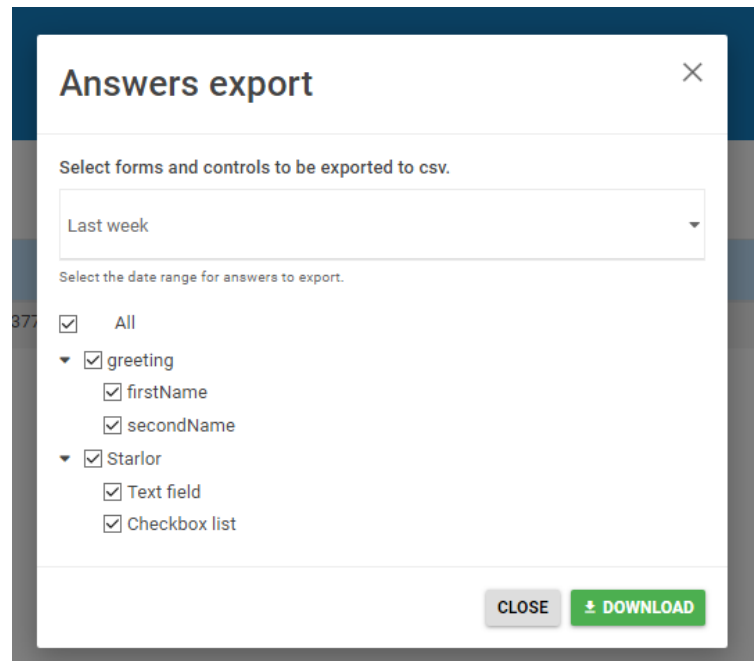 Answers export
Select forms and controls to be exported to csv.
Last week
Select the date range for answers to export.
377
All
greeting
firstName
secondName
Starlor
Text field
Checkbox list
CLOSE DOWNLOAD